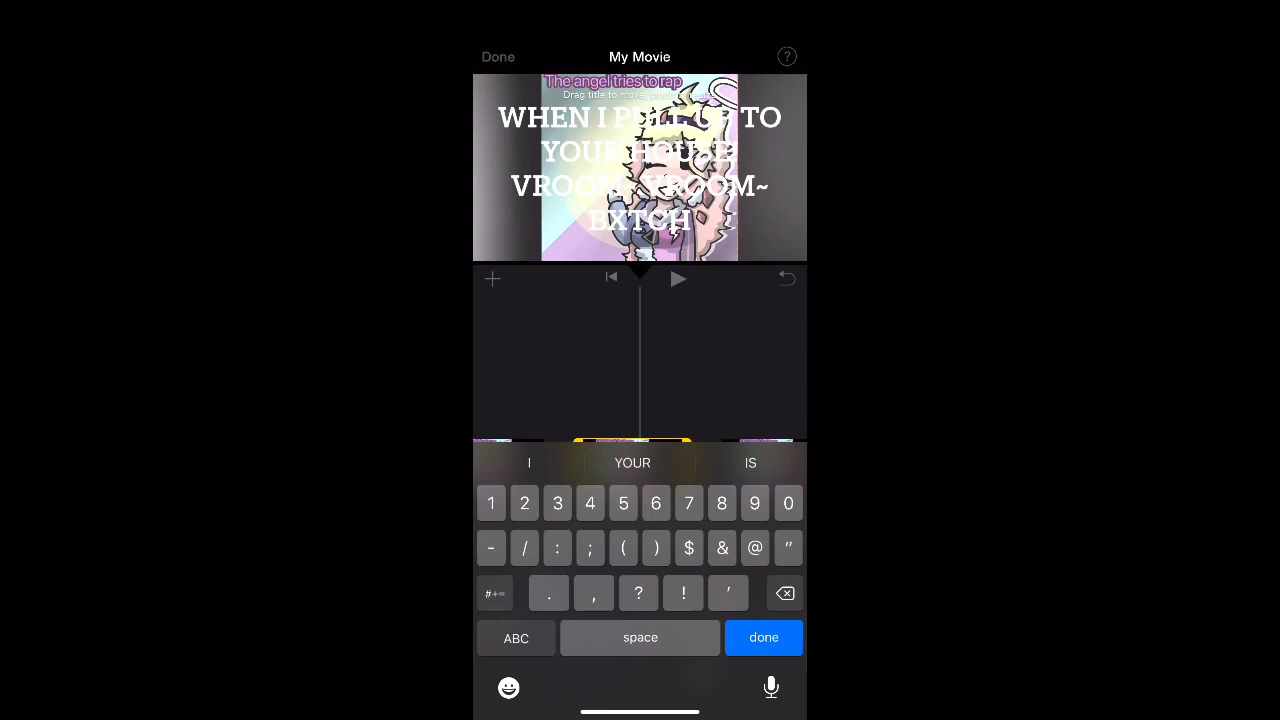 Done My Movie ?
The angel tries to rap
Drag title to move,
WHEN I PULL UP TO
YOUR HOUSE
VROOM~ VROOM~
BXTCH
I YOUR IS
1 2 3 4 5 6 7 8 9 0
- / : ; ( ) $ & @ "
#+= . , ? ! '
ABC space done